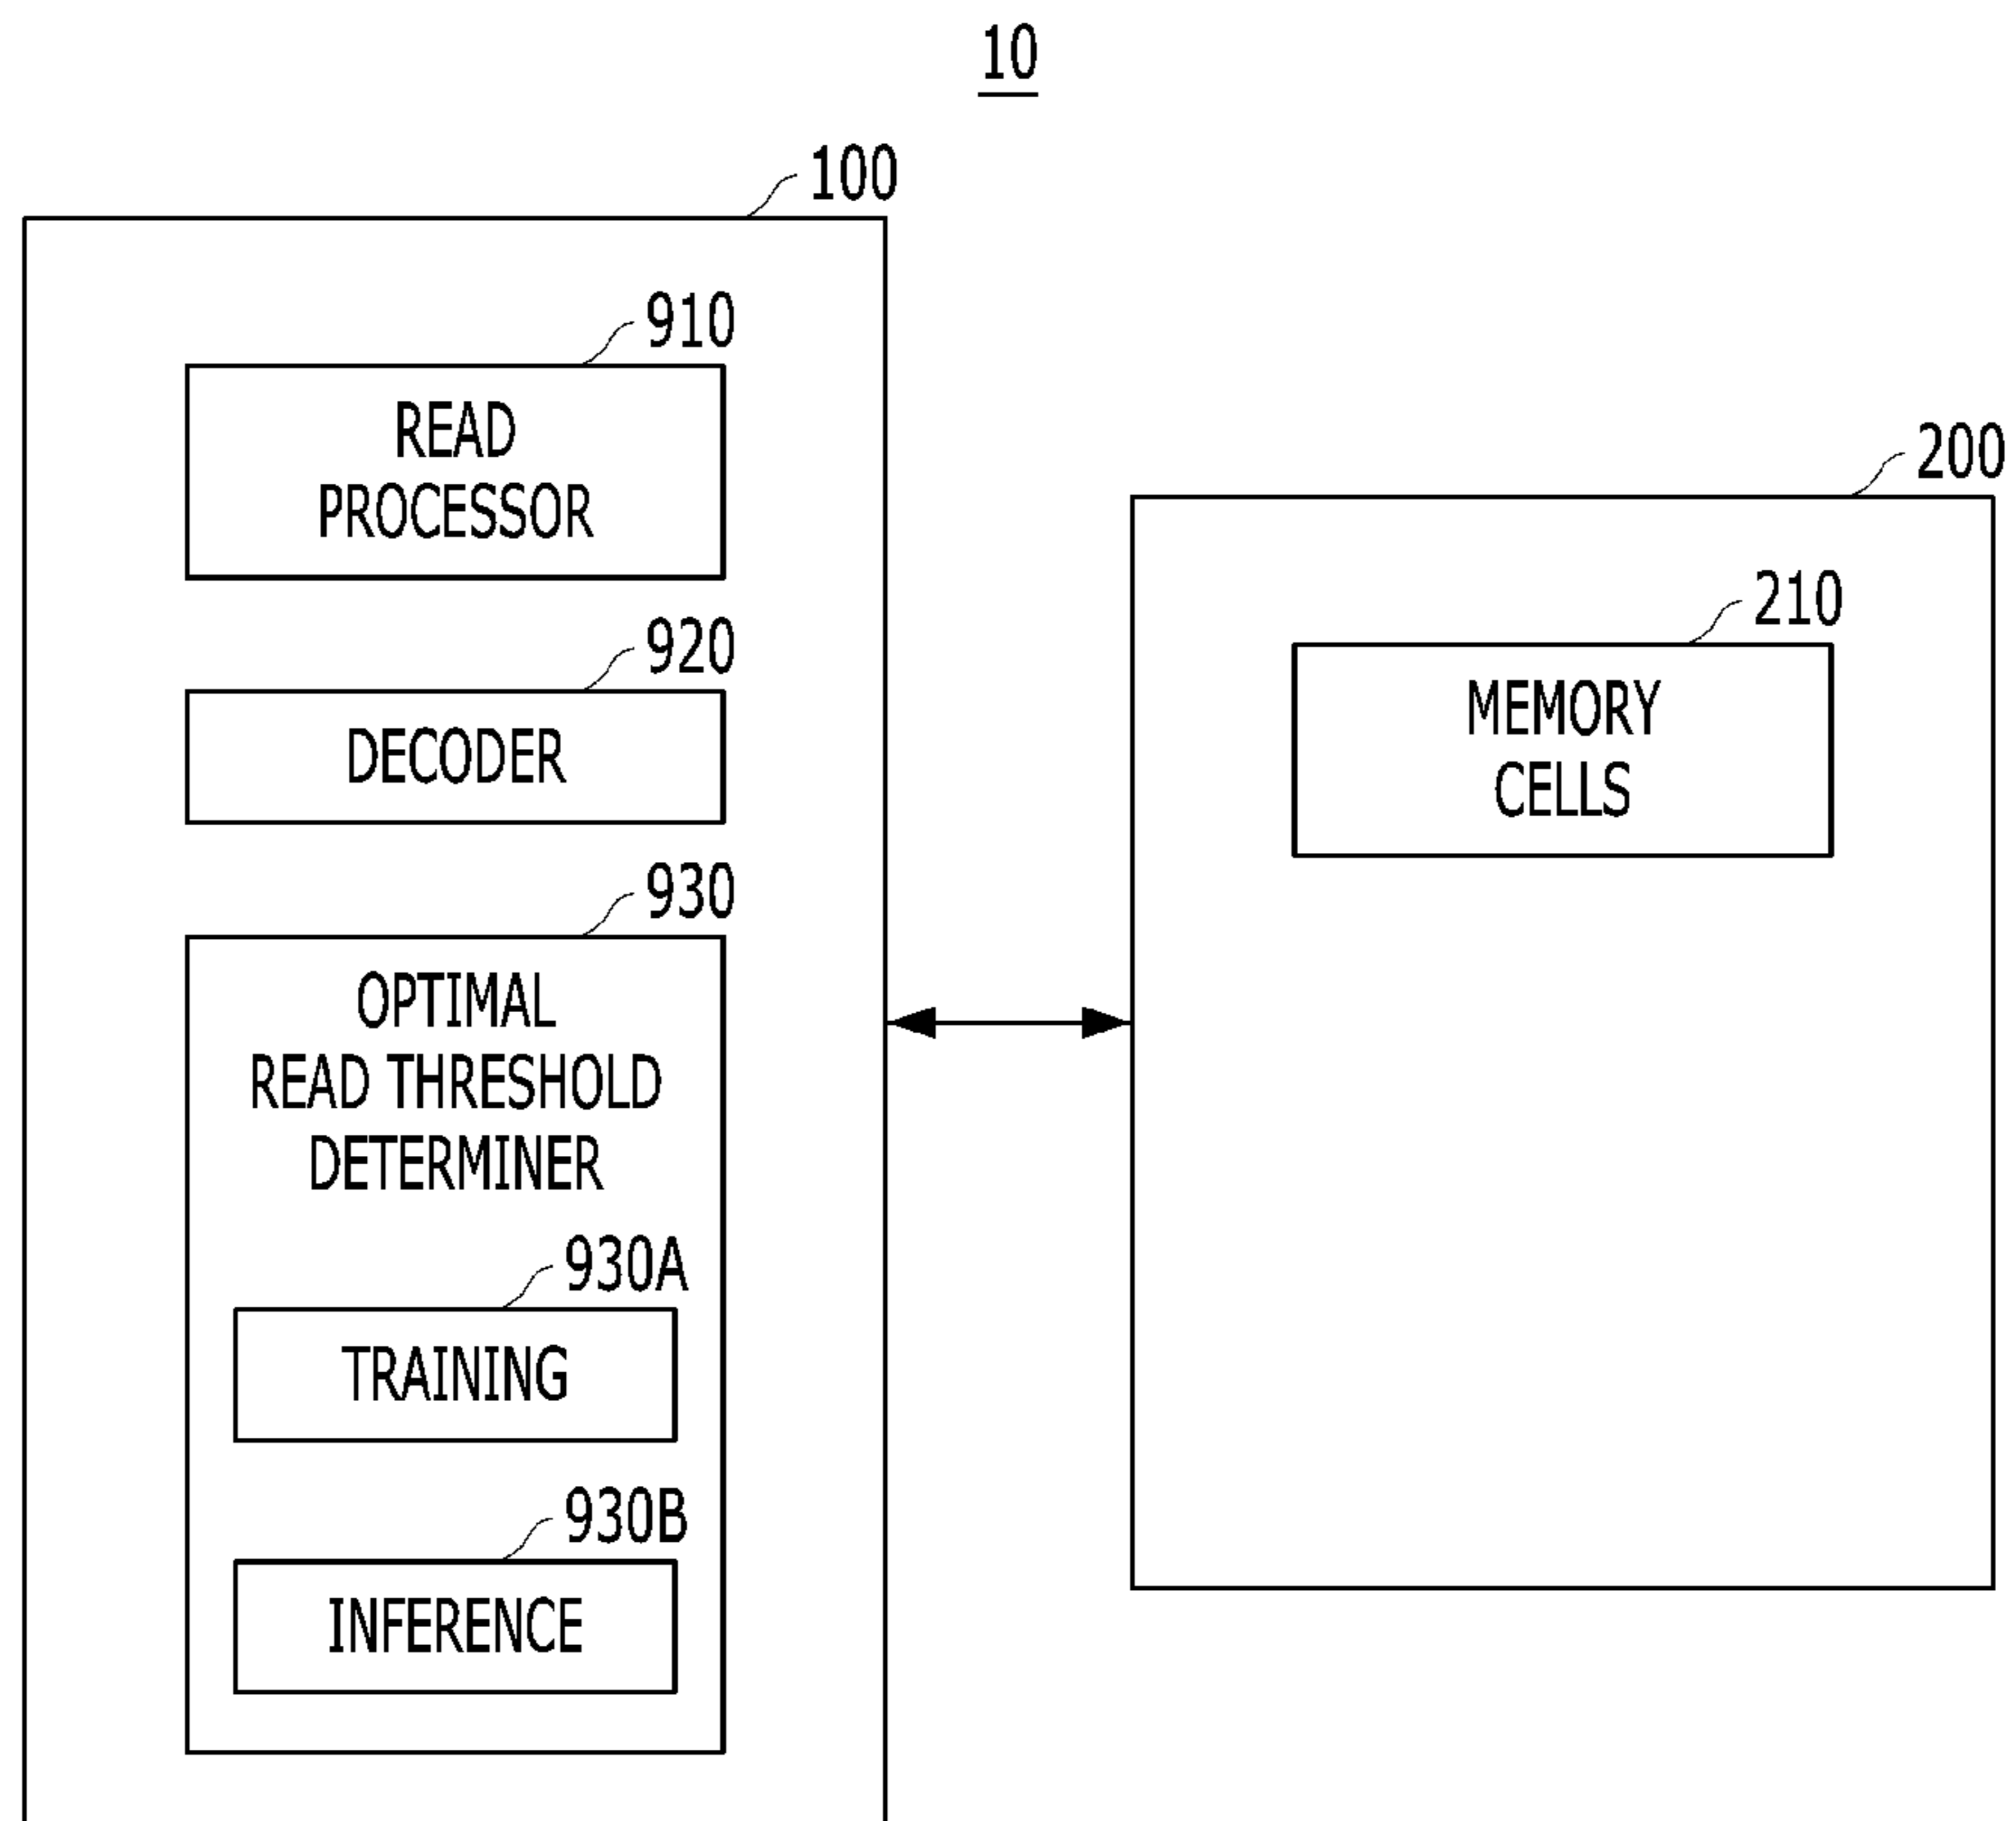 10
100
910
READ
PROCESSOR
920
DECODER
930
OPTIMAL
READ THRESHOLD
DETERMINER
930A
TRAINING
930B
INFERENCE
200
210
MEMORY
CELLS